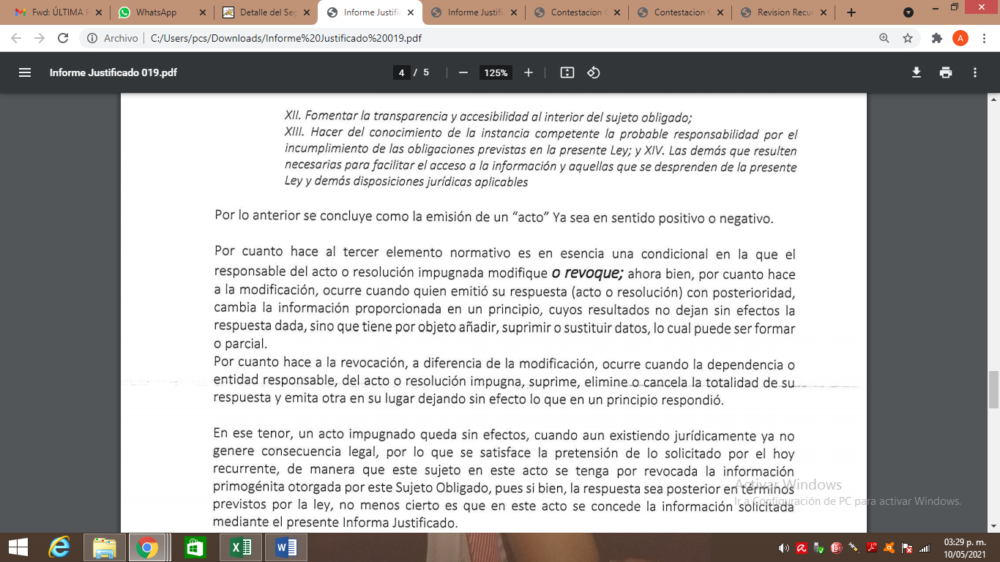 Fwd: ÚLTIMA
WhatsApp
Detalle del Seg
Informe Justifi
Informe Justifi
Contestacion
Contestacion
Revision Recur
Archivo
C:/Users/pcs/Downloads/Informe%20Justificado%20019.pdf
A
Informe Justificado 019.pdf
4 / 5
125%
XII. Fomentar la transparencia y accesibilidad al interior del sujeto obligado;
XIII. Hacer del conocimiento de la instancia competente la probable responsabilidad por el
incumplimiento de las obligaciones previstas en la presente Ley; y XIV. Las demás que resulten
necesarias para facilitar el acceso a la información y aquellas que se desprenden de la presente
Ley y demás disposiciones jurídicas aplicables
Por lo anterior se concluye como la emisión de un “acto” Ya sea en sentido positivo o negativo.
Por cuanto hace al tercer elemento normativo es en esencia una condicional en la que el
responsable del acto o resolución impugnada modifique o revoque; ahora bien, por cuanto hace
a la modificación, ocurre cuando quien emitió su respuesta (acto o resolución) con posterioridad,
cambia la información proporcionada en un principio, cuyos resultados no dejan sin efectos la
respuesta dada, sino que tiene por objeto añadir, suprimir o sustituir datos, lo cual puede ser formar
o parcial.
Por cuanto hace a la revocación, a diferencia de la modificación, ocurre cuando la dependencia o
entidad responsable, del acto o resolución impugna, suprime, elimine o cancela la totalidad de su
respuesta y emita otra en su lugar dejando sin efecto lo que en un principio respondió.
En ese tenor, un acto impugnado queda sin efectos, cuando aun existiendo jurídicamente ya no
genere consecuencia legal, por lo que se satisface la pretensión de lo solicitado por el hoy
recurrente, de manera que este sujeto en este acto se tenga por revocada la información
primogénita otorgada por este Sujeto Obligado, pues si bien, la respuesta sea posterior en términos
previstos por la ley, no menos cierto es que en este acto se concede la información solicitada
mediante el presente Informa Justificado.
Activar Windows
Ir a Configuración de PC para activar Windows.
03:29 p. m.
10/05/2021